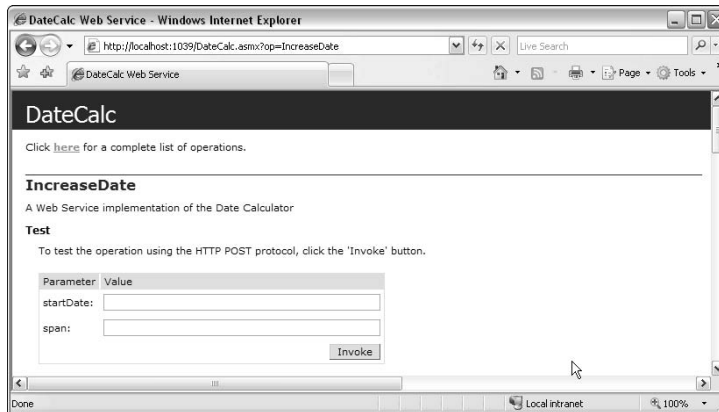 DateCalc Web Service - Windows Internet Explorer
http://localhost:1039/DateCalc.asmx?op=IncreaseDate
Live Search
DateCalc Web Service
Page
Tools
DateCalc
Click here for a complete list of operations.
IncreaseDate
A Web Service implementation of the Date Calculator
Test
To test the operation using the HTTP POST protocol, click the 'Invoke' button.
Parameter Value
startDate:
span:
Invoke
Done
Local intranet
100%